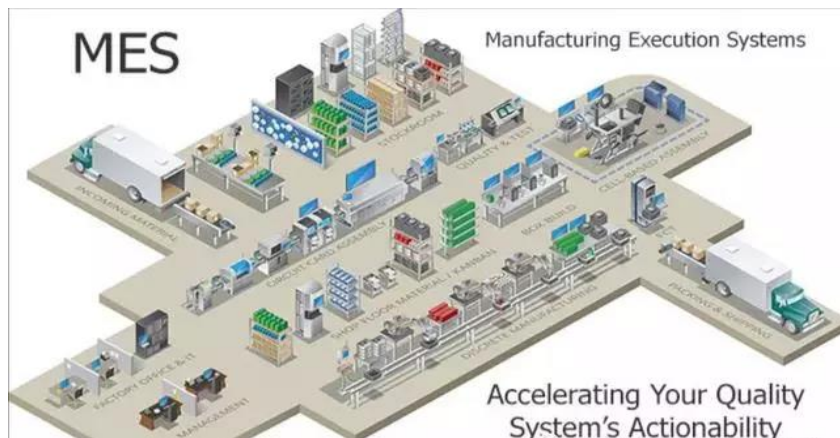 MES
Manufacturing Execution Systems
STOCKROOM
QUALITY & TEST
CELL-BASED ASSEMBLY
INCOMING MATERIAL
CIRCUIT CARD ASSEMBLY
BOX BUILD
SHOP FLOOR MATERIAL / KANBAN
DISCRETE MANUFACTURING
PACKING & SHIPPING
FACTORY OFFICE & IT
MANAGEMENT
Accelerating Your Quality
System's Actionability